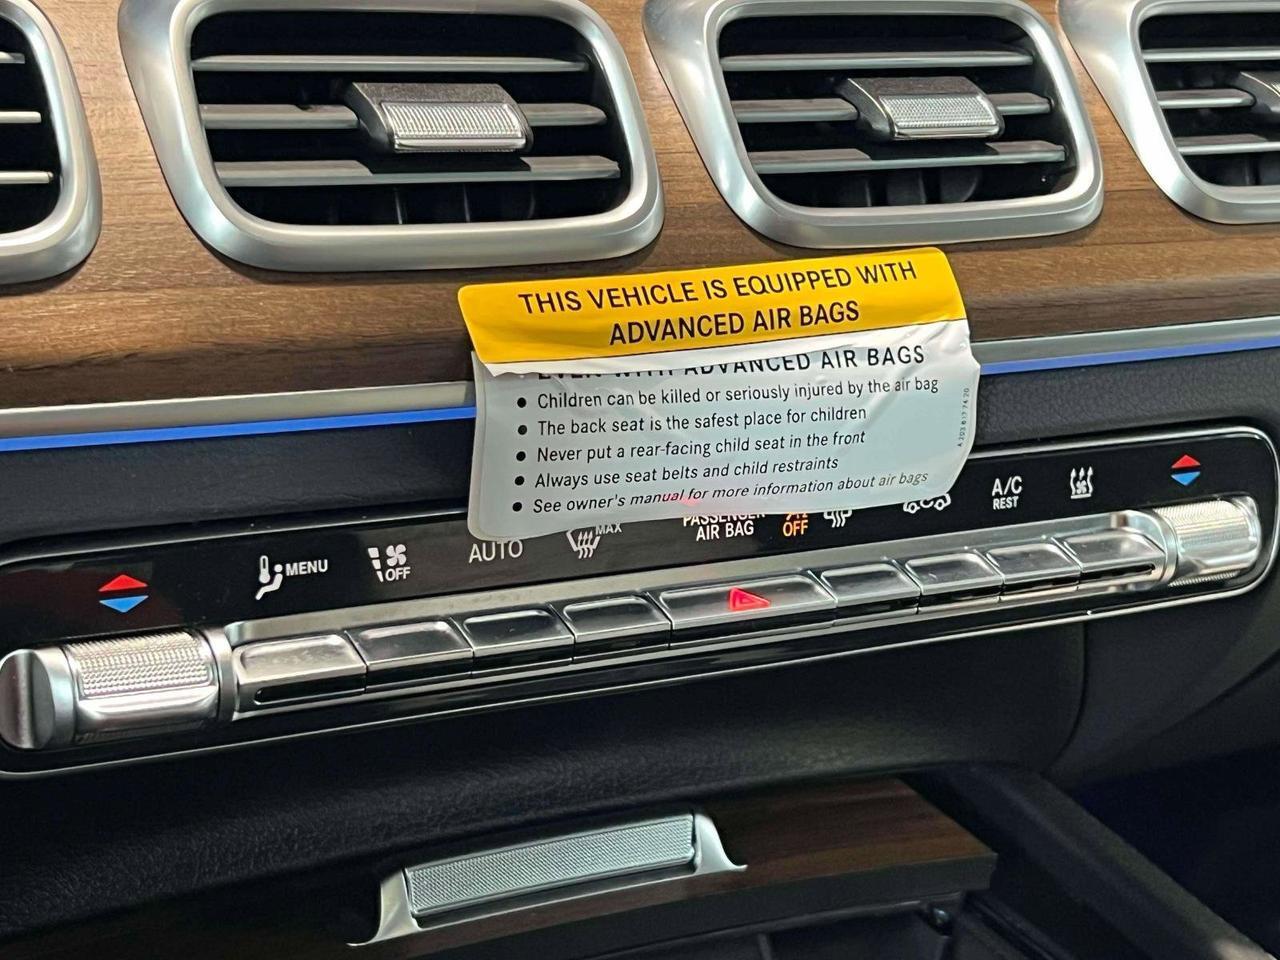 THIS VEHICLE IS EQUIPPED WITH
ADVANCED AIR BAGS
EVEN WITH ADVANCED AIR BAGS
● Children can be killed or seriously injured by the air bag
● The back seat is the safest place for children
● Never put a rear-facing child seat in the front
● Always use seat belts and child restraints
● See owner's manual for more information about air bags
MENU
OFF
AUTO
MAX
PASSENGER
AIR BAG
OFF
A/C
REST